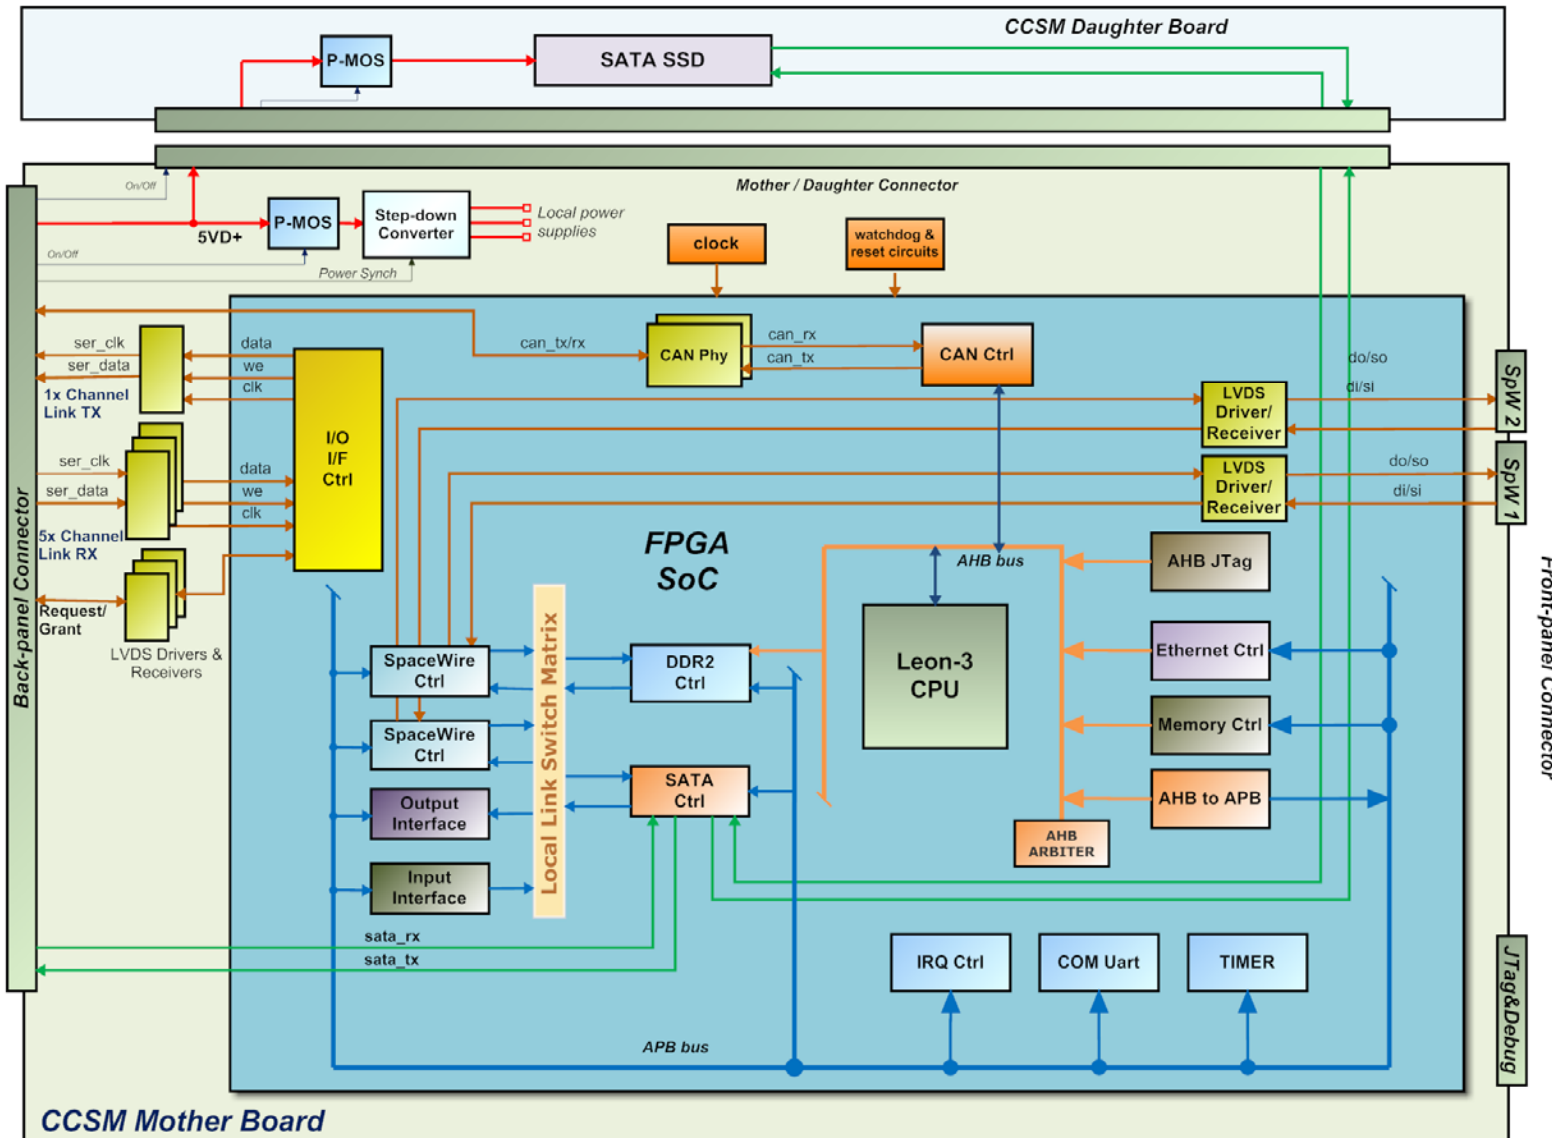 CCSM Daughter Board
P-MOS
SATA SSD
Mother / Daughter Connector
On/Off
5VD+
P-MOS
Step-down
Converter
Local power
supplies
On/Off
Power Synch
clock
watchdog &
reset circuits
ser_clk
ser_data
1x Channel
Link TX
data
we
clk
I/O
I/F
Ctrl
can_tx/rx
CAN Phy
can_rx
can_tx
CAN Ctrl
do/so
di/si
LVDS
Driver/
Receiver
SpW 2
ser_clk
ser_data
5x Channel
Link RX
data
we
clk
LVDS
Driver/
Receiver
do/so
di/si
SpW 1
Back-panel Connector
Front-panel Connector
Request/
Grant
LVDS Drivers &
Receivers
FPGA
SoC
AHB bus
AHB JTag
Leon-3
CPU
Ethernet Ctrl
Memory Ctrl
AHB to APB
AHB
ARBITER
SpaceWire
Ctrl
SpaceWire
Ctrl
Output
Interface
Input
Interface
Local Link Switch Matrix
DDR2
Ctrl
SATA
Ctrl
sata_rx
sata_tx
IRQ Ctrl
COM Uart
TIMER
JTag&Debug
APB bus
CCSM Mother Board